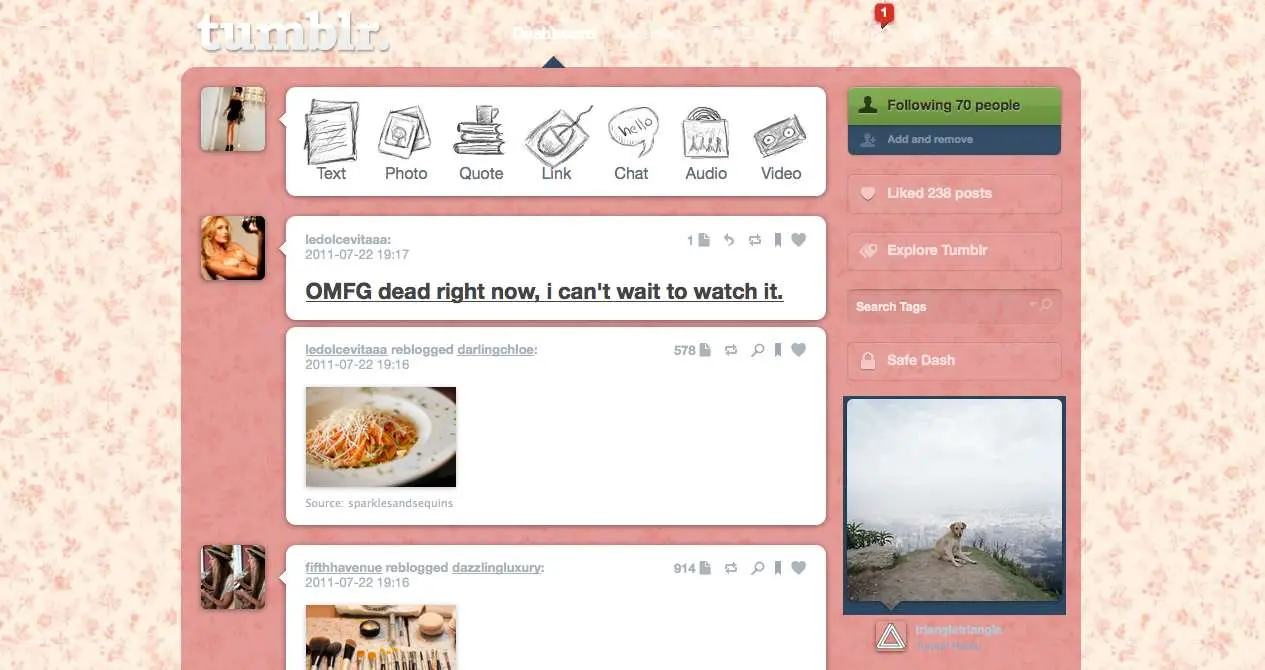 tumblr.
Dashboard
1
hello
Text Photo Quote Link Chat Audio Video
Following 70 people
Add and remove
Liked 238 posts
Explore Tumblr
Search Tags
Safe Dash
ledolcevitaaa:
1
2011-07-22 19:17
OMFG dead right now, i can't wait to watch it.
ledolcevitaaa reblogged darlingchloe:
578
2011-07-22 19:16
Source: sparklesandsequins
fifthhavenue reblogged dazzlingluxury:
914
2011-07-22 19:16
triangletriangle